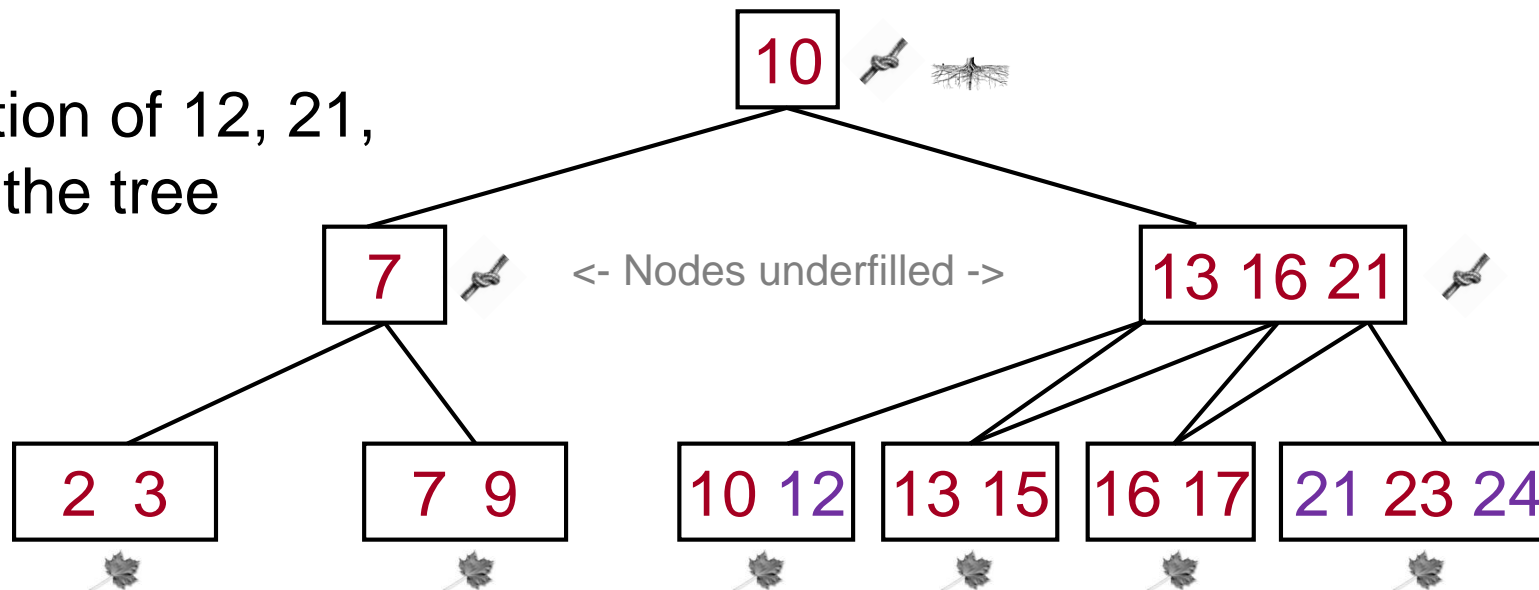 10
tion of 12, 21,
the tree
7
<- Nodes underfilled ->
13 16 21
2 3
7 9
10 12
13 15
16 17
21 23 24